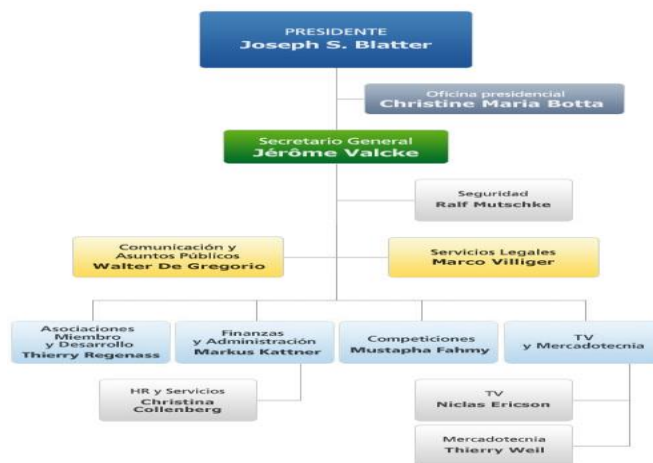 PRESIDENTE
Joseph S. Blatter
Oficina presidencial
Christine Maria Botta
Secretario General
Jérôme Valcke
Seguridad
Ralf Mutschke
Comunicación y
Asuntos Públicos
Walter De Gregorio
Servicios Legales
Marco Villiger
Asociaciones
Miembro
y Desarrollo
Thierry Regenass
Finanzas
y Administración
Markus Kattner
Competiciones
Mustapha Fahmy
TV
y Mercadotecnia
HR y Servicios
Christina
Collenberg
TV
Niclas Ericson
Mercadotecnia
Thierry Weil